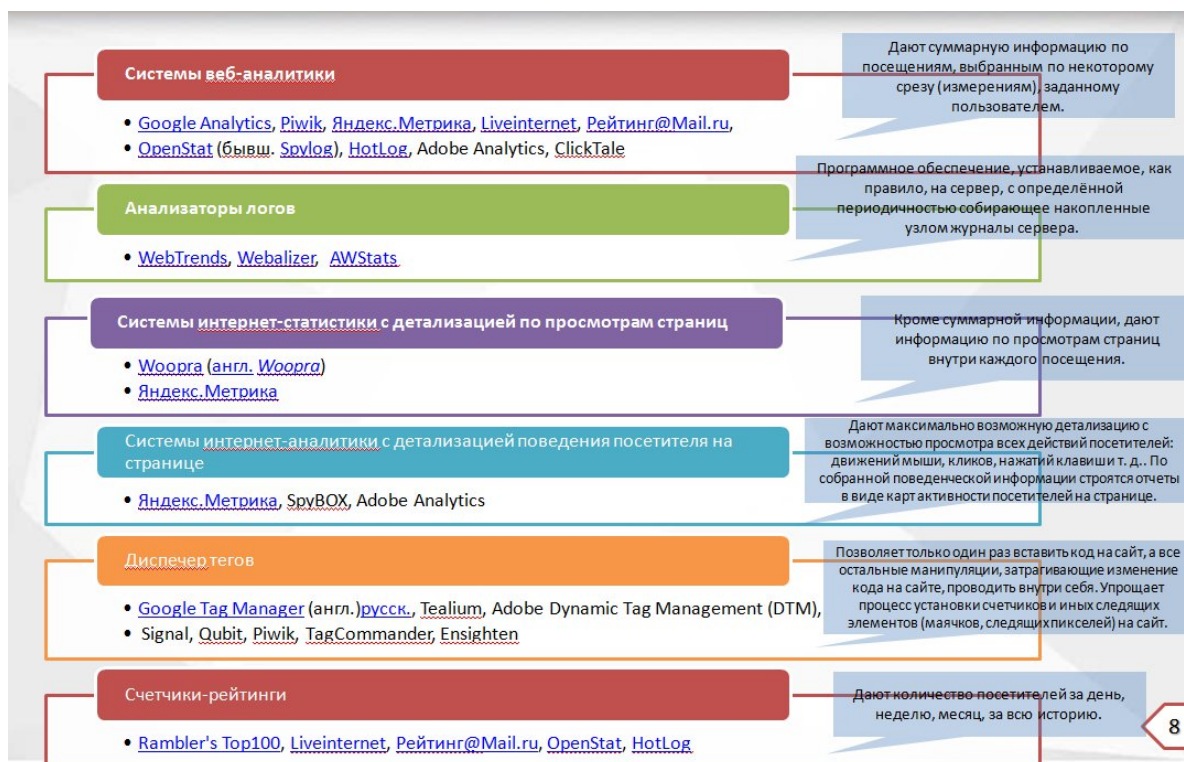 Системы веб-аналитики
Дают суммарную информацию по
посещениям, выбранным по некоторому
срезу (измерениям), заданному
пользователем.
• Google Analytics, Piwik, Яндекс.Метрика, Liveinternet, Рейтинг@Mail.ru,
• OpenStat (бывш. Spylog), HotLog, Adobe Analytics, ClickTale
Анализаторы логов
Программное обеспечение, устанавливаемое, как
правило, на сервер, с определённой
периодичностью собирающее накопленные
узлом журналы сервера.
• WebTrends, Webalizer, AWStats
Системы интернет-статистики с детализацией по просмотрам страниц
Кроме суммарной информации, дают
информацию по просмотрам страниц
внутри каждого посещения.
• Woopra (англ. Woopra)
• Яндекс.Метрика
Системы интернет-аналитики с детализацией поведения посетителя на
странице
Дают максимально возможную детализацию с
возможностью просмотра всех действий посетителей:
движений мыши, кликов, нажатий клавиши т. д.. По
собранной поведенческой информации строятся отчеты
в виде карт активности посетителей на странице.
• Яндекс.Метрика, SpyBOX, Adobe Analytics
Диспечер тегов
Позволяет только один раз вставить код на сайт, а все
остальные манипуляции, затрагивающие изменение
кода на сайте, проводить внутри себя. Упрощает
процесс установки счетчиков и иных следящих
элементов (маячков, следящих пикселей) на сайт.
• Google Tag Manager (англ.)русск., Tealium, Adobe Dynamic Tag Management (DTM),
• Signal, Qubit, Piwik, TagCommander, Ensighten
Счетчики-рейтинги
Дают количество посетителей за день,
неделю, месяц, за всю историю.
• Rambler's Top100, Liveinternet, Рейтинг@Mail.ru, OpenStat, HotLog
8